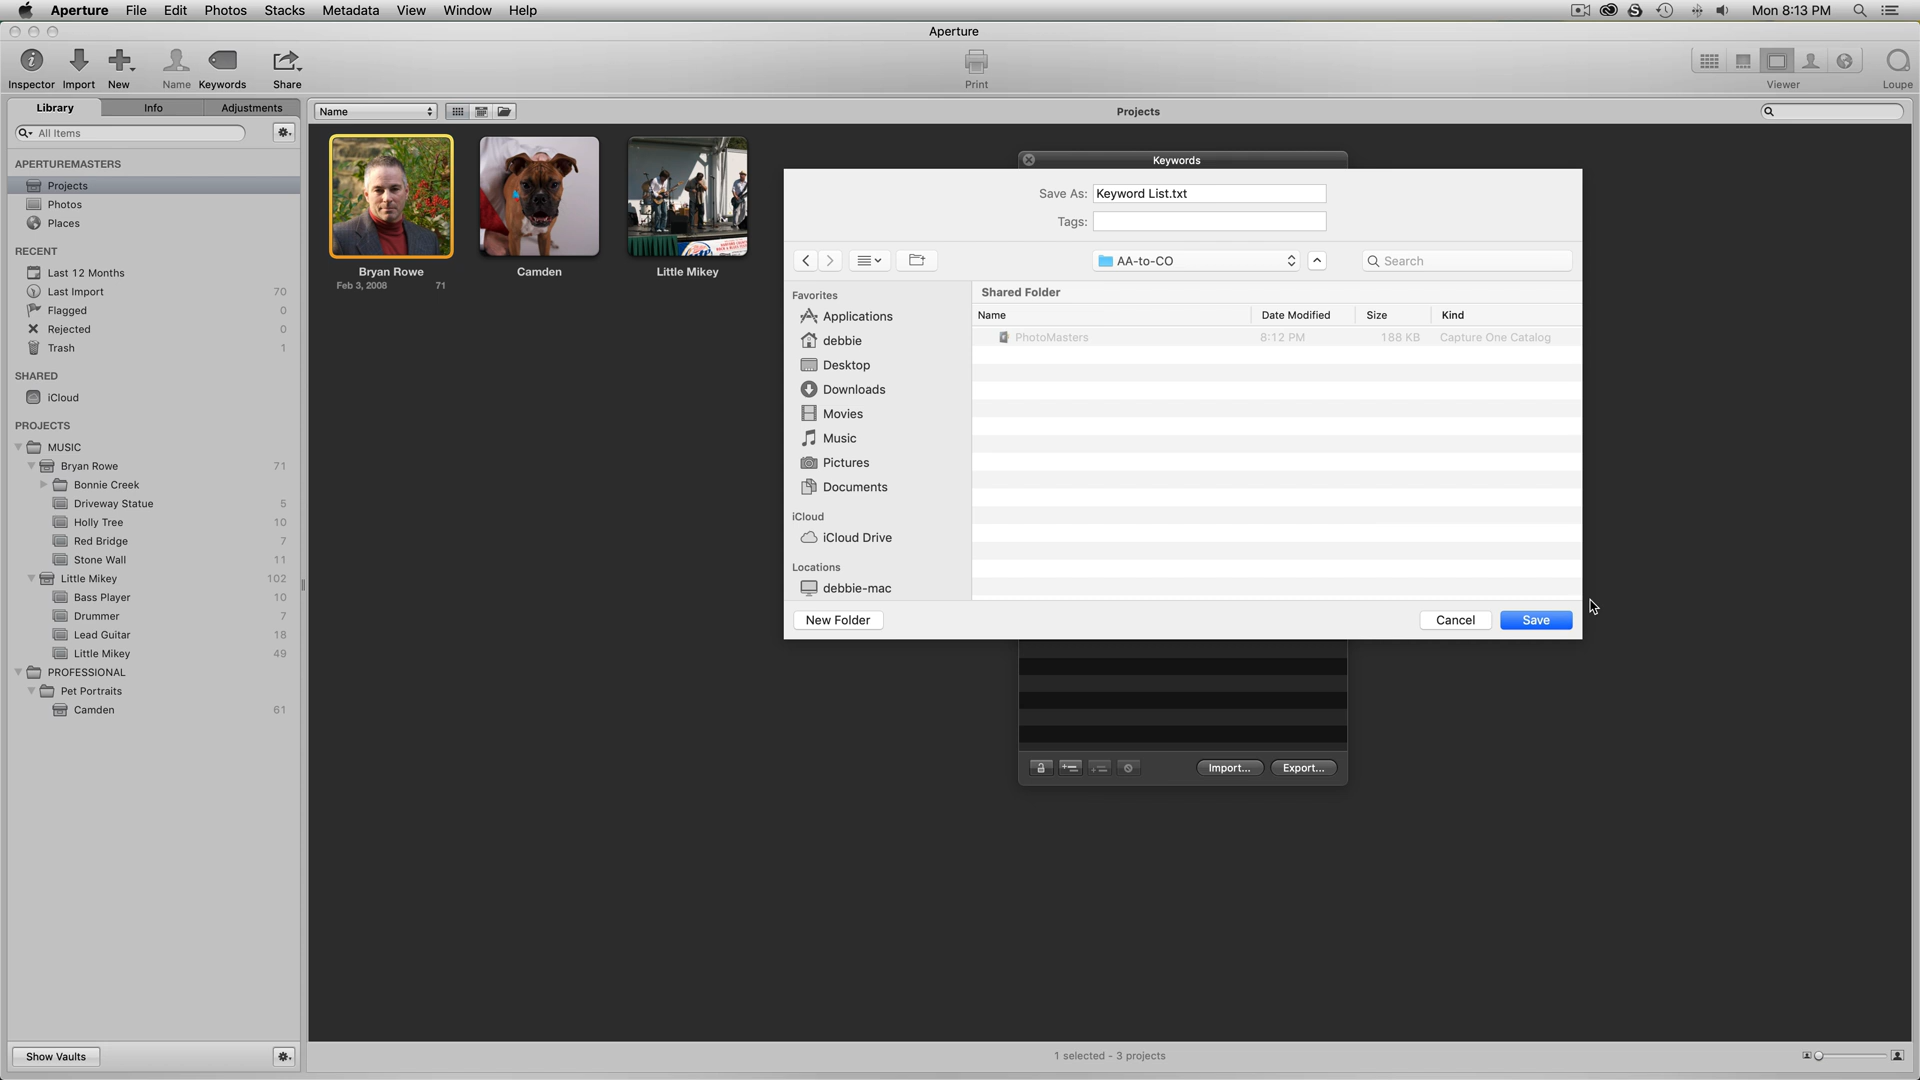 Aperture File Edit Photos Stacks Metadata View Window Help Mon 8:13 PM
Aperture
Inspector Import New Name Keywords Share Print Viewer Loupe
Library Info Adjustments
Name Projects
All Items
APERTUREMASTERS
Projects
Photos
Places
RECENT
Last 12 Months
Last Import 70
Flagged 0
Rejected 0
Trash 1
SHARED
iCloud
PROJECTS
MUSIC
Bryan Rowe 71
Bonnie Creek
Driveway Statue 5
Holly Tree 10
Red Bridge 7
Stone Wall 11
Little Mikey 102
Bass Player 10
Drummer 7
Lead Guitar 18
Little Mikey 49
PROFESSIONAL
Pet Portraits
Camden 61
Show Vaults
Bryan Rowe
Feb 3, 2008 71
Camden
Little Mikey
Keywords
Save As: Keyword List.txt
Tags:
AA-to-CO
Search
Favorites
Applications
debbie
Desktop
Downloads
Movies
Music
Pictures
Documents
iCloud
iCloud Drive
Locations
debbie-mac
Shared Folder
Name Date Modified Size Kind
PhotoMasters 8:12 PM 188 KB Capture One Catalog
New Folder Cancel Save
Import... Export...
1 selected - 3 projects